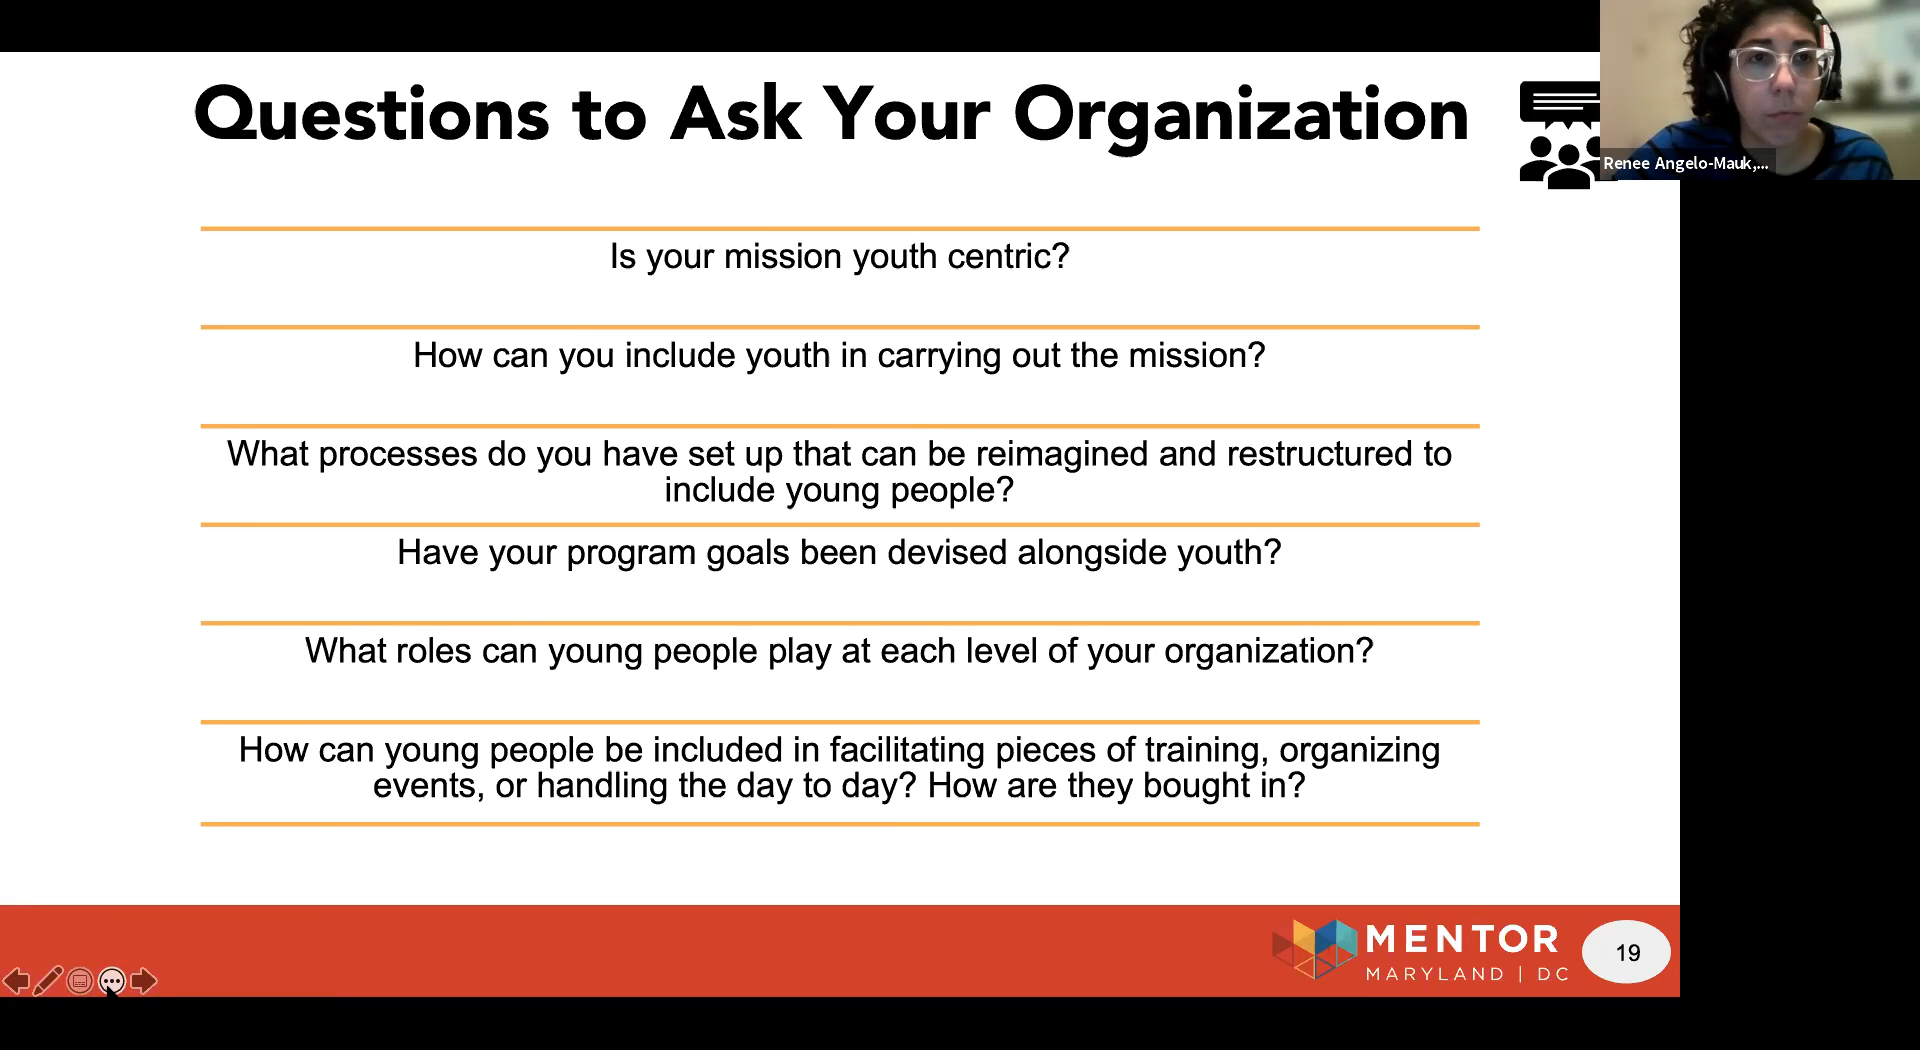 Questions to Ask Your Organization
Renee Angelo-Mauk,...
Is your mission youth centric?
How can you include youth in carrying out the mission?
What processes do you have set up that can be reimagined and restructured to
include young people?
Have your program goals been devised alongside youth?
What roles can young people play at each level of your organization?
How can young people be included in facilitating pieces of training, organizing
events, or handling the day to day? How are they bought in?
MENTOR
MARYLAND | DC
19